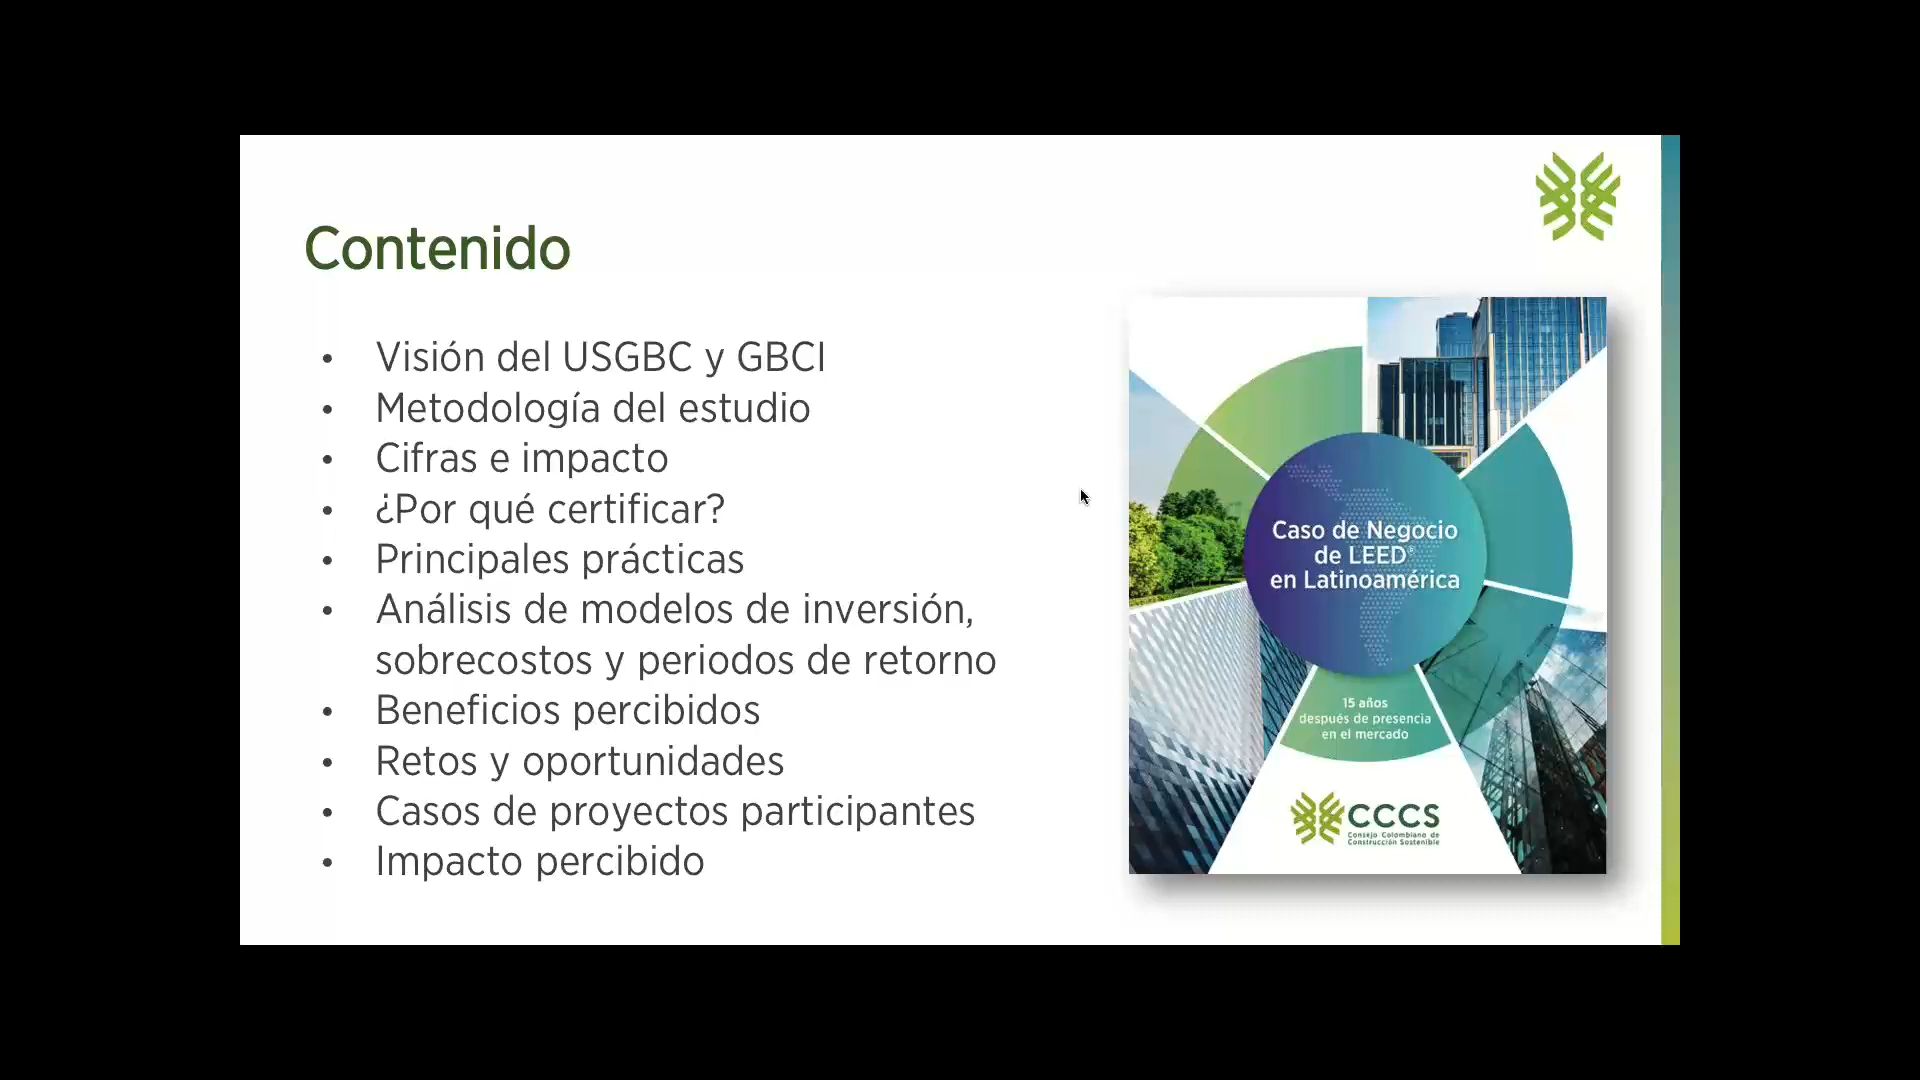 Contenido
• Visión del USGBC y GBCI
• Metodología del estudio
• Cifras e impacto
• ¿Por qué certificar?
• Principales prácticas
• Análisis de modelos de inversión,
sobrecostos y periodos de retorno
• Beneficios percibidos
• Retos y oportunidades
• Casos de proyectos participantes
• Impacto percibido
Caso de Negocio
de LEED®
en Latinoamérica
15 años
después de presencia
en el mercado
CCCS
Consejo Colombiano de
Construcción Sostenible